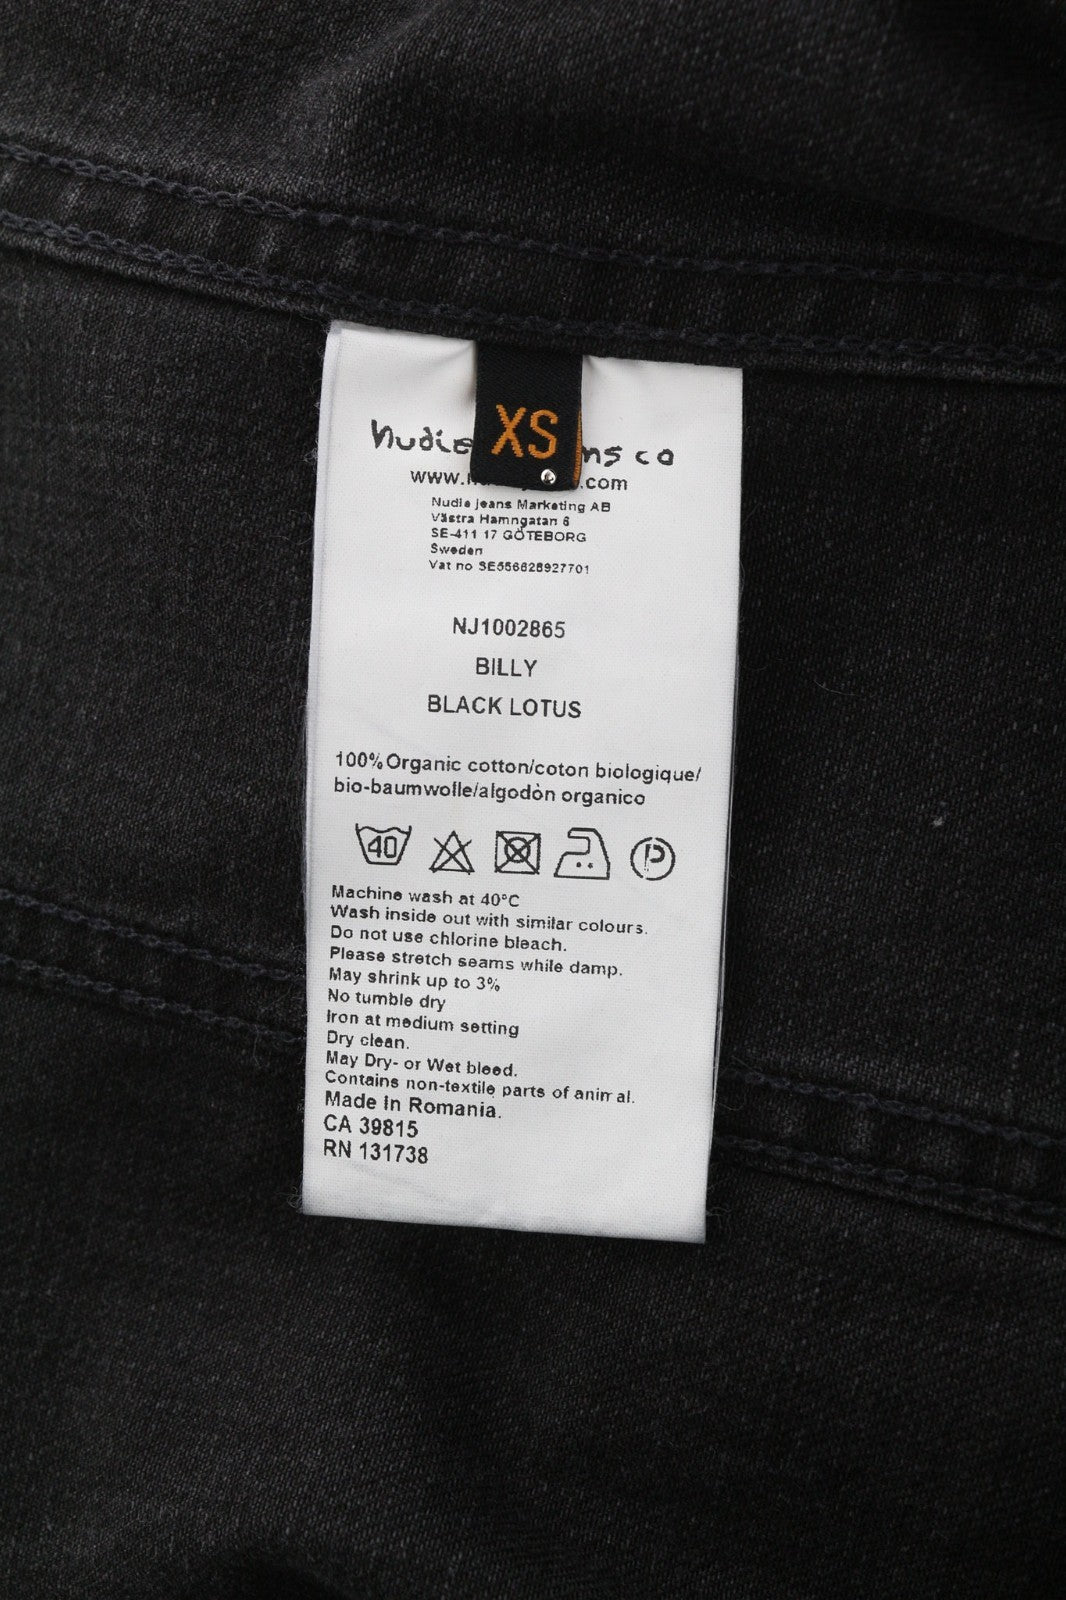 XS
Nudie ns co
www.n .com
Nudie jeans Marketing AB
Västra Hamngatan 6
SE-411 17 GÖTEBORG
Sweden
Vat no SE556628927701
NJ1002865
BILLY
BLACK LOTUS
100%Organic cotton/coton biologique/
bio-baumwolle/algodòn organico
40 P
Machine wash at 40°C
Wash inside out with similar colours.
Do not use chlorine bleach.
Please stretch seams while damp.
May shrink up to 3%
No tumble dry
Iron at medium setting
Dry clean.
May Dry- or Wet bleed.
Contains non-textile parts of animal.
Made In Romania.
CA 39815
RN 131738